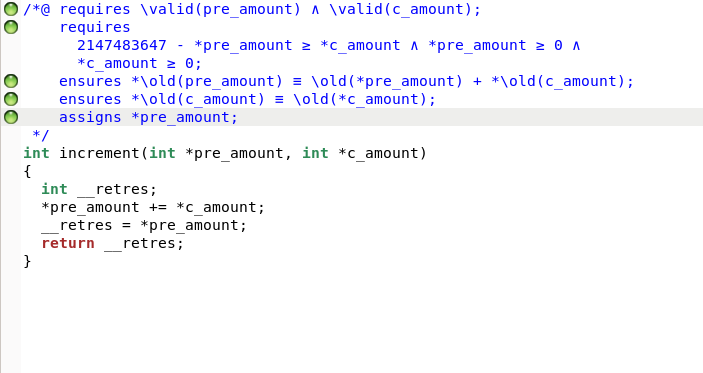 /*@ requires \valid(pre_amount) ∧ \valid(c_amount);
requires
2147483647 - *pre_amount ≥ *c_amount ∧ *pre_amount ≥ 0 ∧
*c_amount ≥ 0;
ensures *\old(pre_amount) ≡ \old(*pre_amount) + *\old(c_amount);
ensures *\old(c_amount) ≡ \old(*c_amount);
assigns *pre_amount;
*/
int increment(int *pre_amount, int *c_amount)
{
int __retres;
*pre_amount += *c_amount;
__retres = *pre_amount;
return __retres;
}